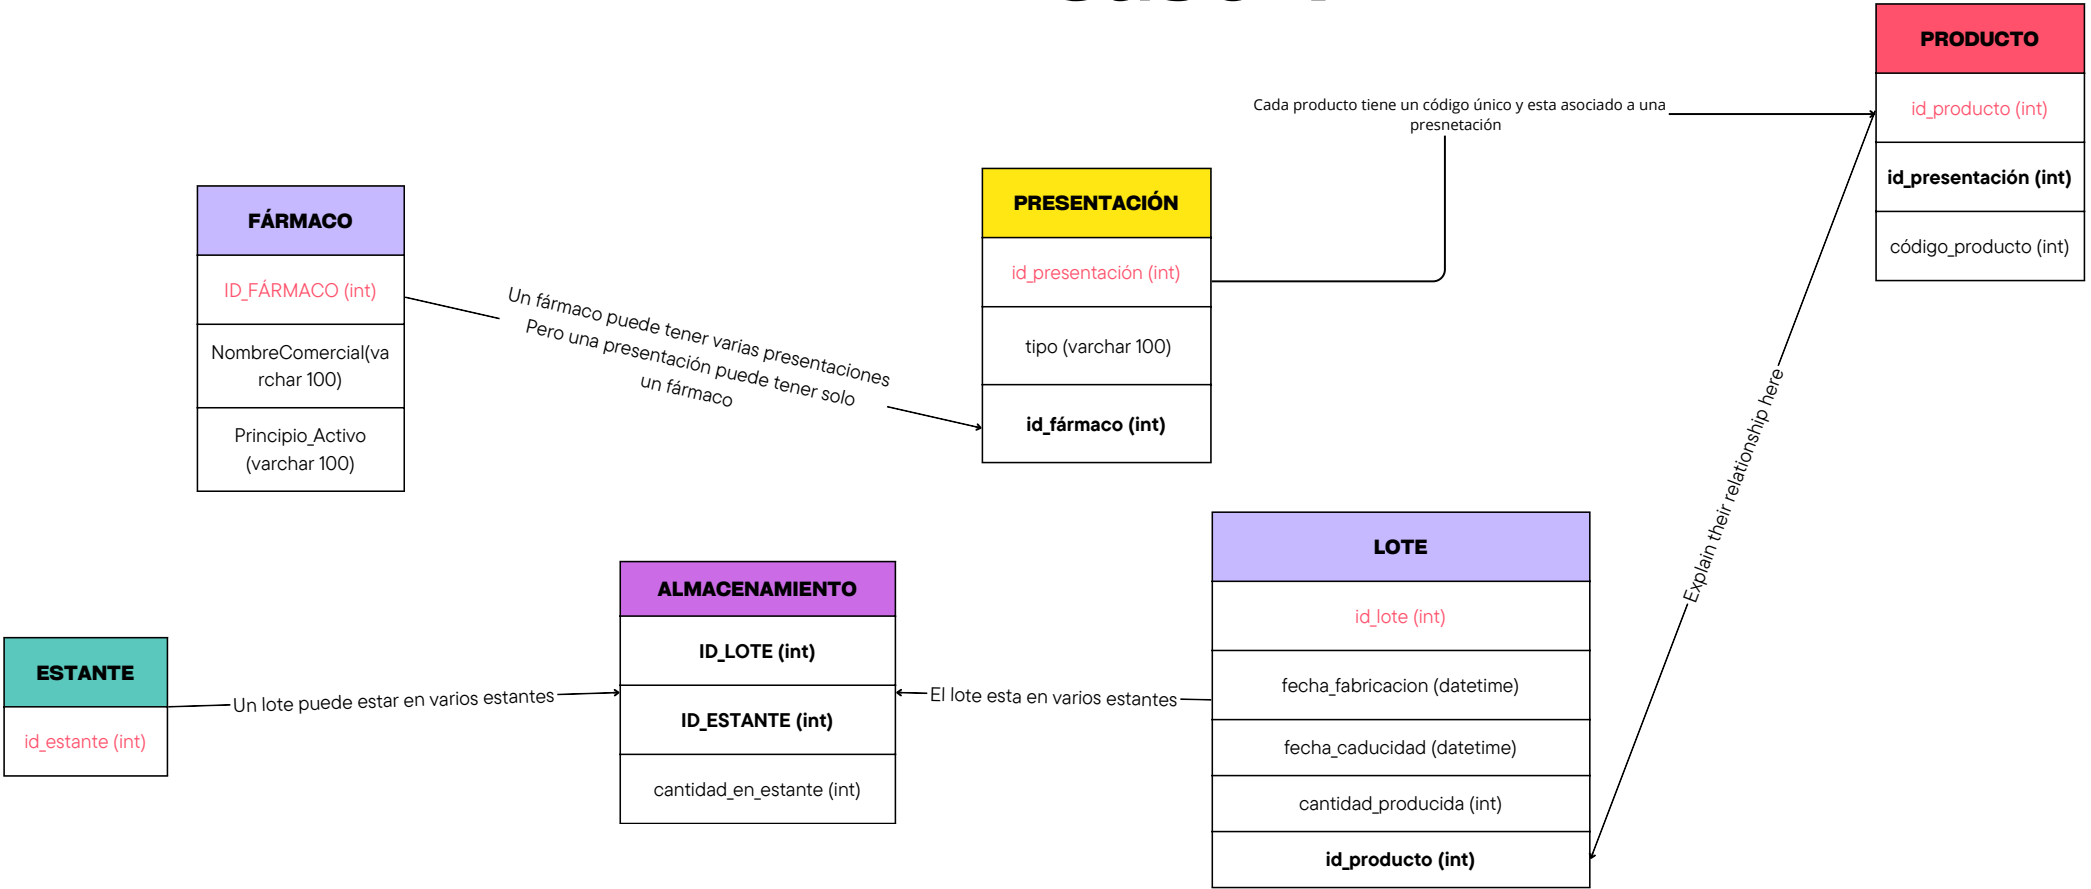 PRODUCTO
id_producto (int)
id_presentación (int)
código_producto (int)
Cada producto tiene un código único y esta asociado a una
presnetación
FÁRMACO
ID_FÁRMACO (int)
NombreComercial(va
rchar 100)
Principio_Activo
(varchar 100)
Un fármaco puede tener varias presentaciones
Pero una presentación puede tener solo
un fármaco
PRESENTACIÓN
id_presentación (int)
tipo (varchar 100)
id_fármaco (int)
Explain their relationship here
ESTANTE
id_estante (int)
Un lote puede estar en varios estantes
ALMACENAMIENTO
ID_LOTE (int)
ID_ESTANTE (int)
cantidad_en_estante (int)
El lote esta en varios estantes
LOTE
id_lote (int)
fecha_fabricacion (datetime)
fecha_caducidad (datetime)
cantidad_producida (int)
id_producto (int)